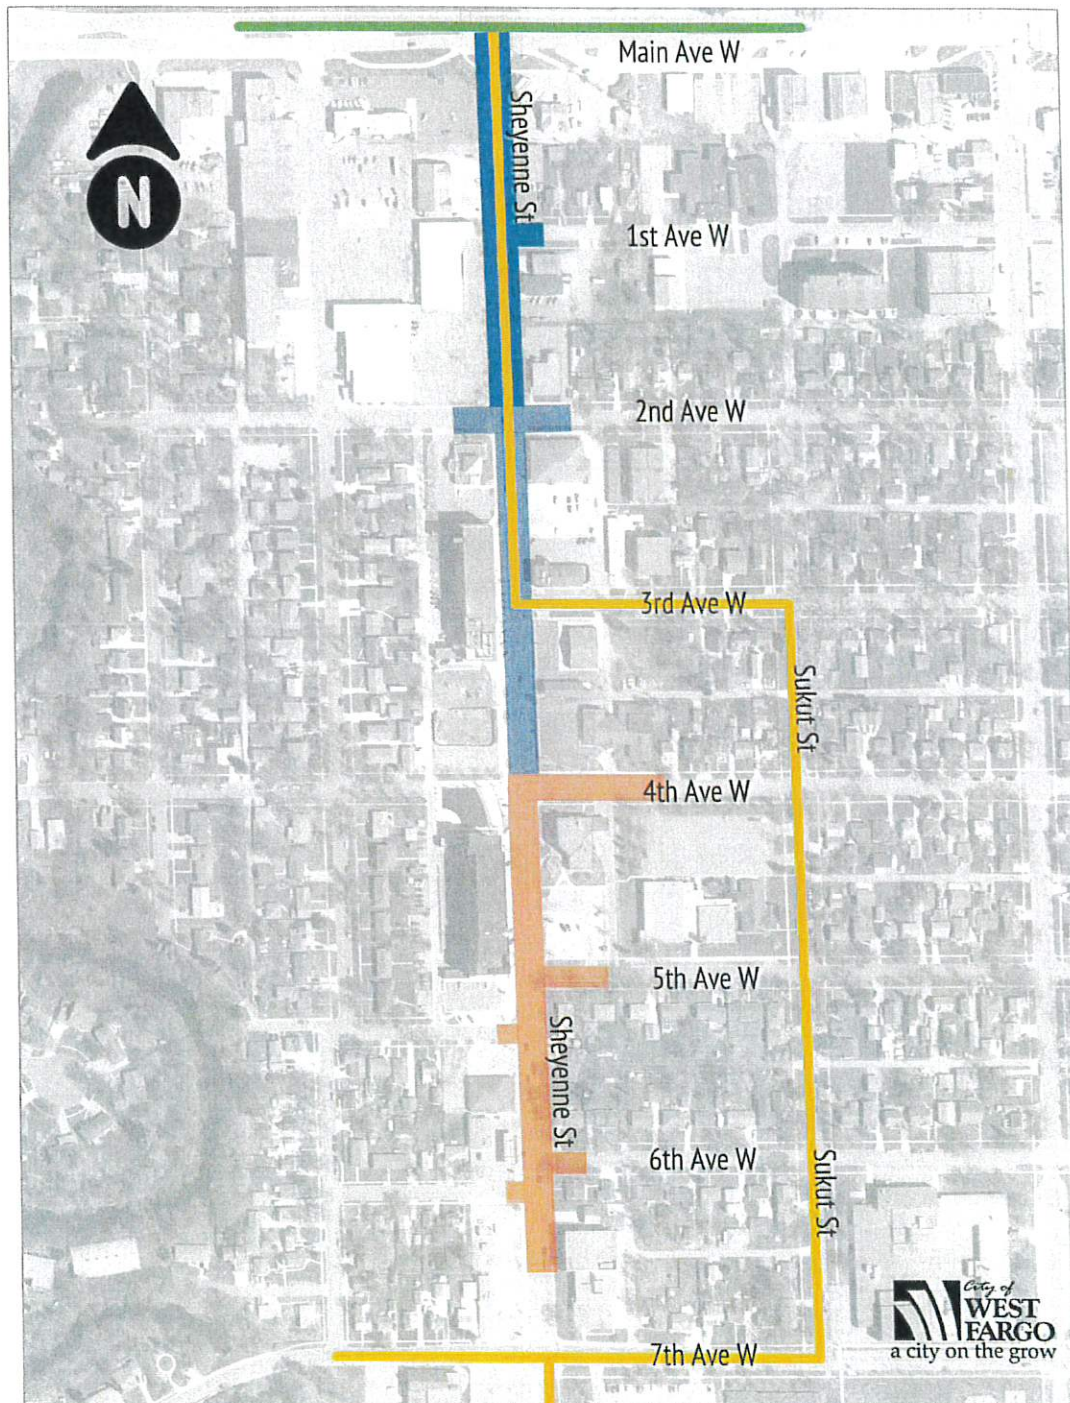 Main Ave W
N
Sheyenne St
1st Ave W
2nd Ave W
3rd Ave W
Sukut St
4th Ave W
5th Ave W
Sheyenne St
6th Ave W
Sukut St
City of
WEST
FARGO
a city on the grow
7th Ave W